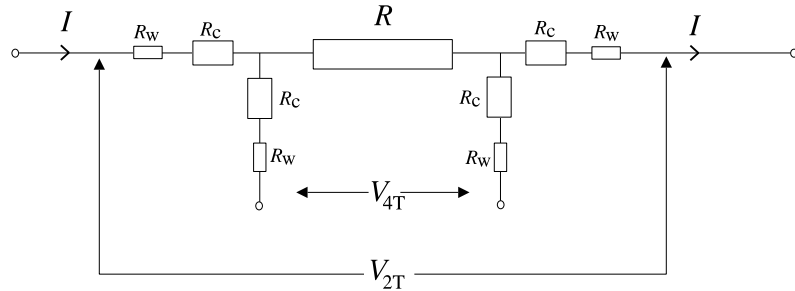 I R_w R_c R R_c R_w I
R_c R_c
R_w R_w
V_4T
V_2T